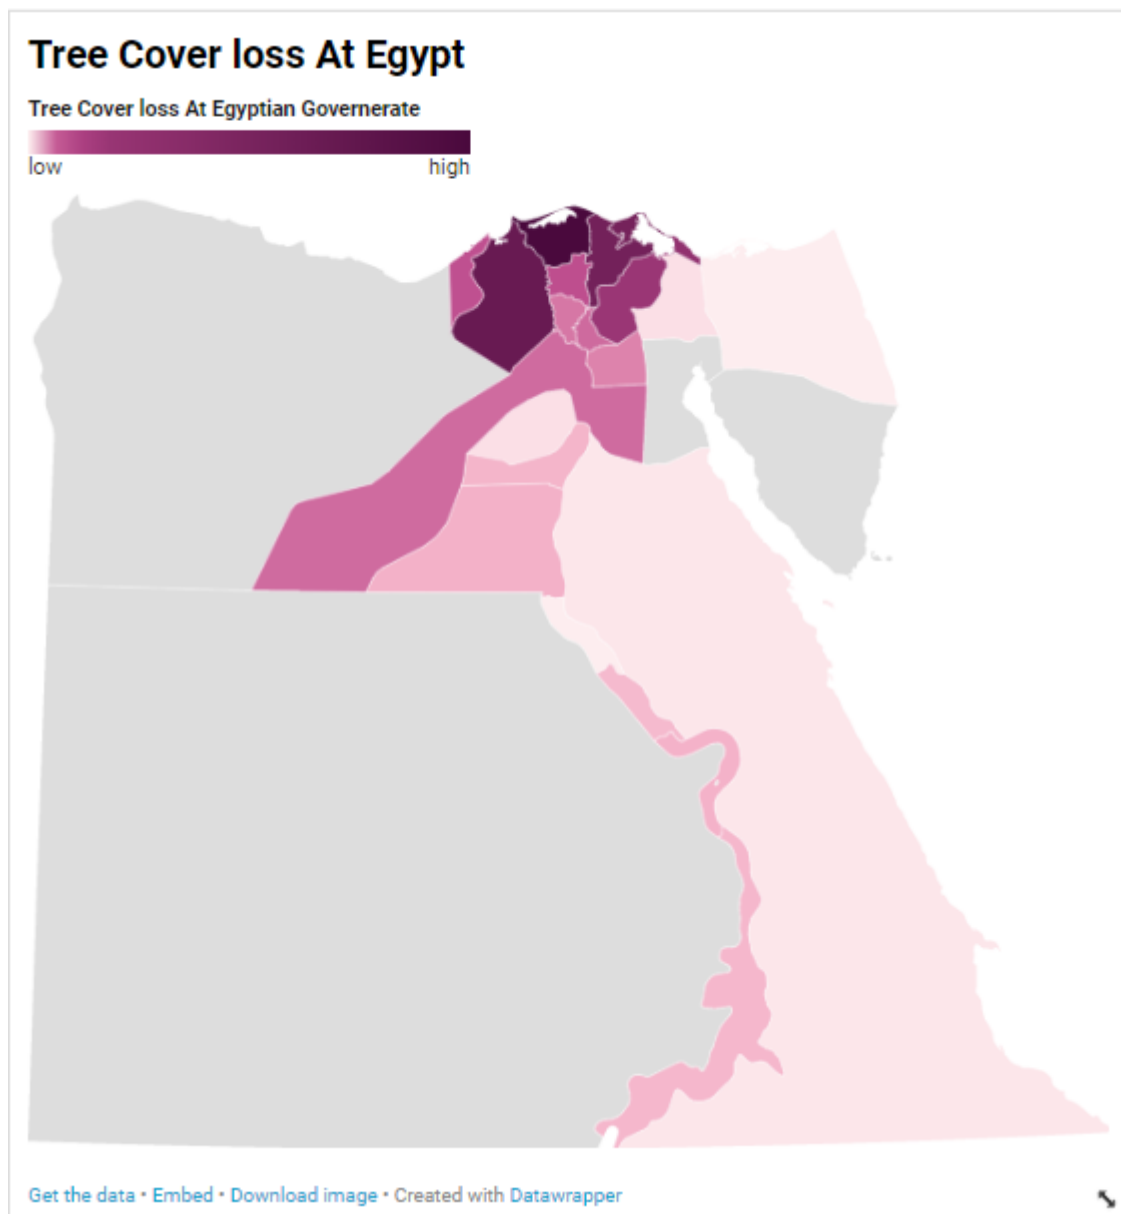 Tree Cover loss At Egypt
Tree Cover loss At Egyptian Governerate
low high
Get the data • Embed • Download image • Created with Datawrapper